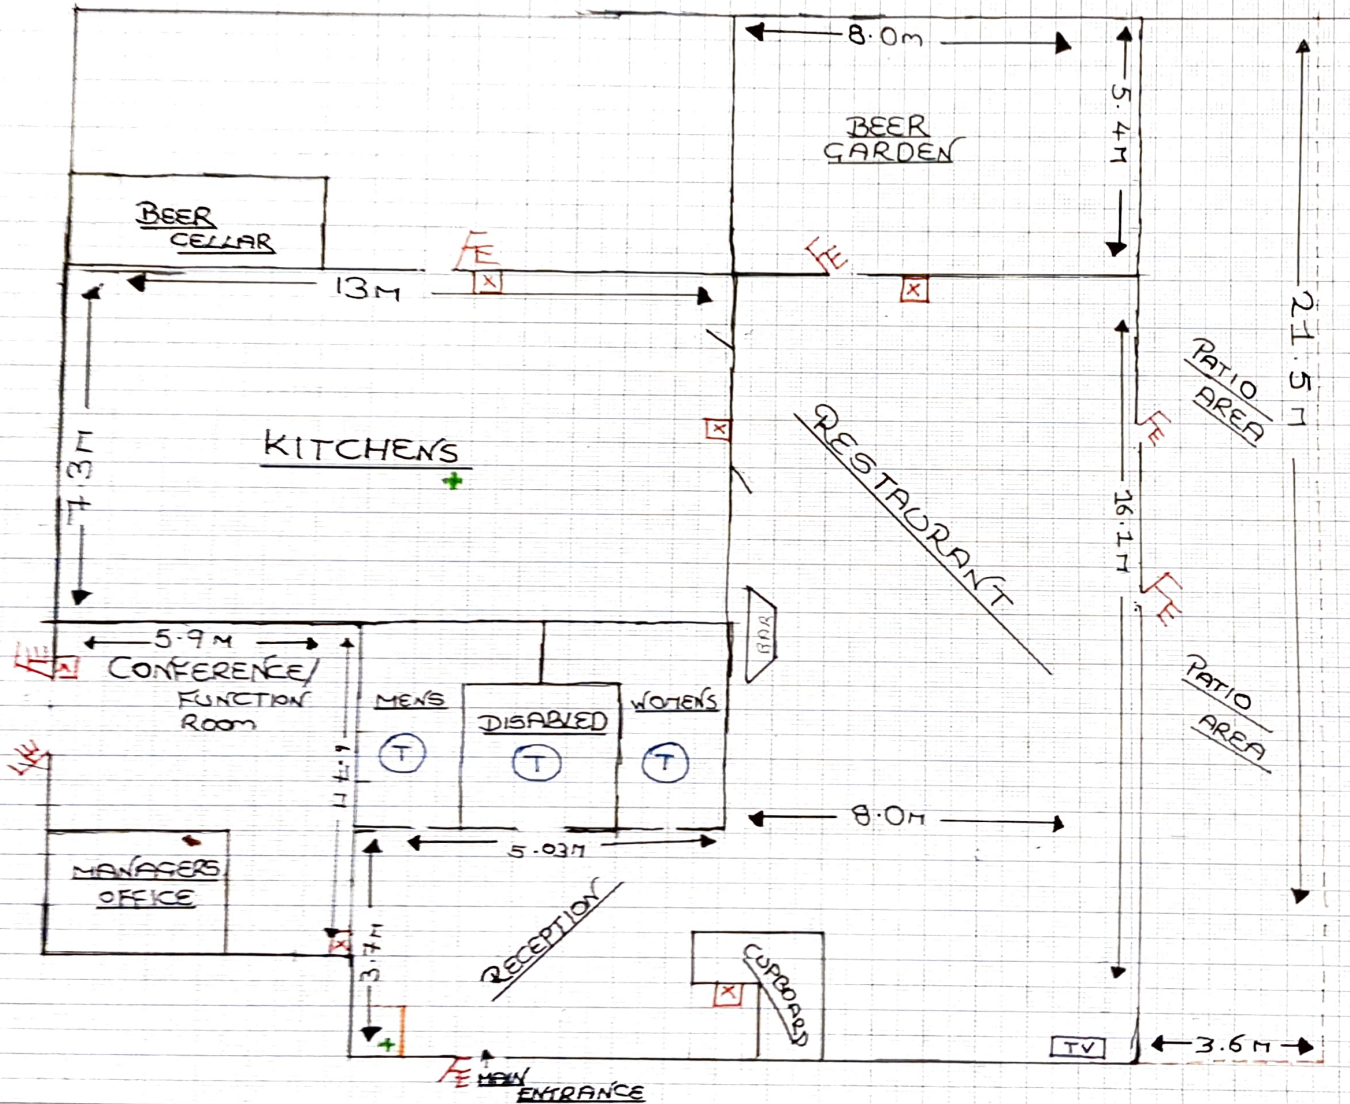 8.0m
5.4M
BEER
GARDEN
21.5M
BEER
CELLAR
FE
FE
13M
X
X
PATIO
AREA
7.3M
KITCHENS
X
RESTAURANT
FE
16.1M
FE
BAR
5.9M
FE
X
CONFERENCE/
FUNCTION
ROOM
MENS
DISABLED
WOMENS
T
T
T
PATIO
AREA
FE
8.0M
5.03M
MANAGERS
OFFICE
X
3.7M
RECEPTION
CUPBOARD
X
TV
3.6M
FE
MAIN
ENTRANCE